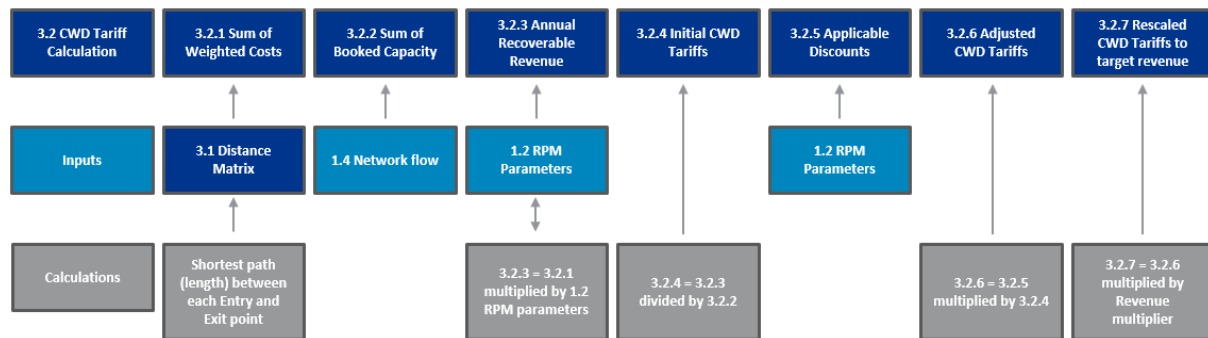 3.2 CWD Tariff
Calculation
3.2.1 Sum of
Weighted Costs
3.2.2 Sum of
Booked Capacity
3.2.3 Annual
Recoverable
Revenue
3.2.4 Initial CWD
Tariffs
3.2.5 Applicable
Discounts
3.2.6 Adjusted
CWD Tariffs
3.2.7 Rescaled
CWD Tariffs to
target revenue
Inputs
3.1 Distance
Matrix
1.4 Network flow
1.2 RPM
Parameters
1.2 RPM
Parameters
Calculations
Shortest path
(length) between
each Entry and
Exit point
3.2.3 = 3.2.1
multiplied by 1.2
RPM parameters
3.2.4 = 3.2.3
divided by 3.2.2
3.2.6 = 3.2.5
multiplied by 3.2.4
3.2.7 = 3.2.6
multiplied by
Revenue
multiplier